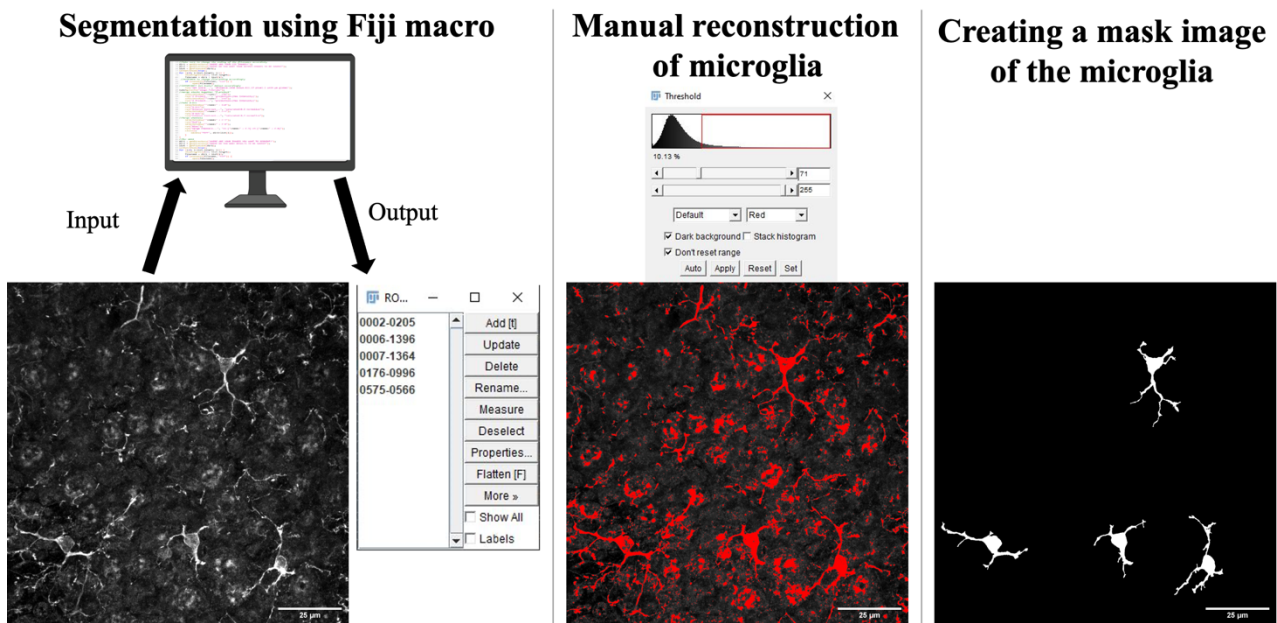 Segmentation using Fiji macro
Input
Output
RO...
0002-0205
0006-1396
0007-1364
0176-0996
0575-0566
Add [t]
Update
Delete
Rename...
Measure
Deselect
Properties...
Flatten [F]
More »
Show All
Labels
25 µm
Manual reconstruction
of microglia
Threshold
10.13 %
71
255
Default
Red
Dark background
Stack histogram
Don't reset range
Auto
Apply
Reset
Set
25 µm
Creating a mask image
of the microglia
25 µm